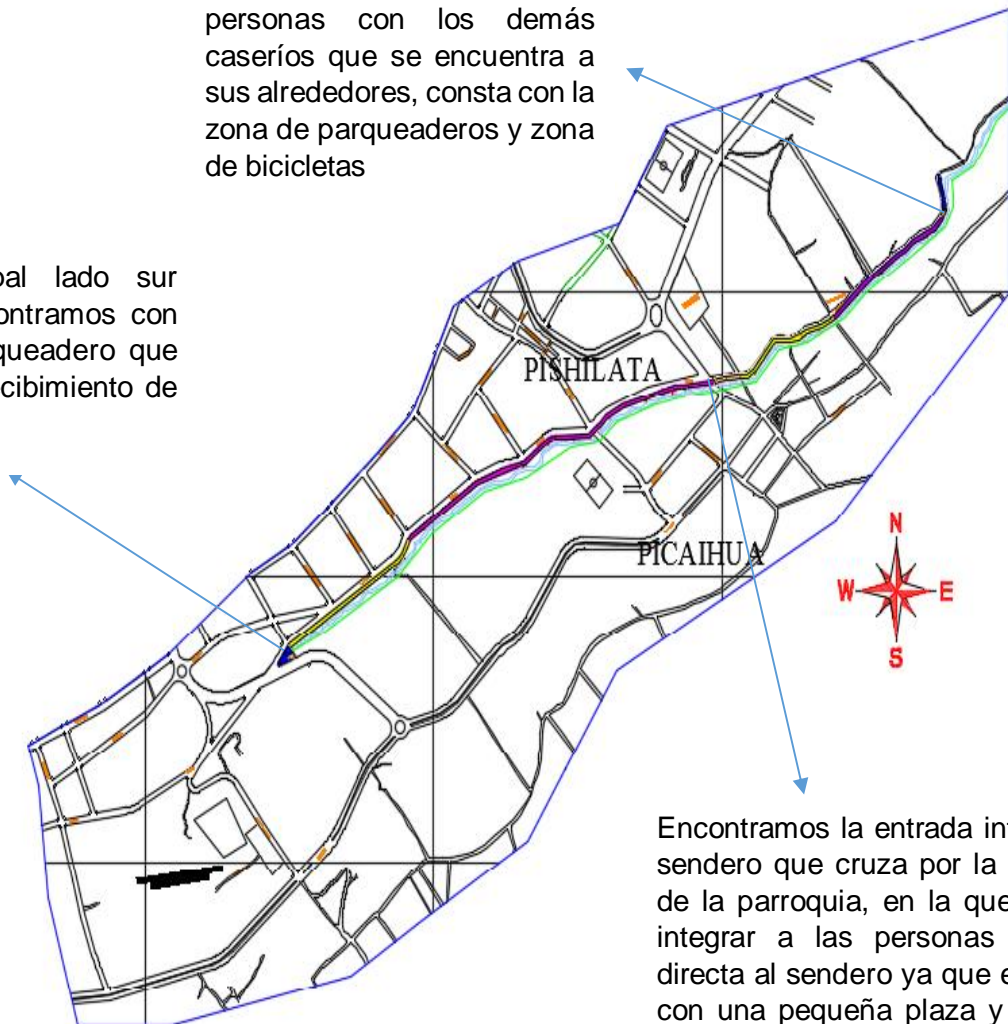 personas con los demás
caseríos que se encuentra a
sus alrededores, consta con la
zona de parqueaderos y zona
de bicicletas
pal lado sur
ontramos con
queadero que
cibimiento de
PISHILATA
PICAIHUA
N
W
E
S
Encontramos la entrada int
sendero que cruza por la
de la parroquia, en la que
integrar a las personas
directa al sendero ya que e
con una pequeña plaza y